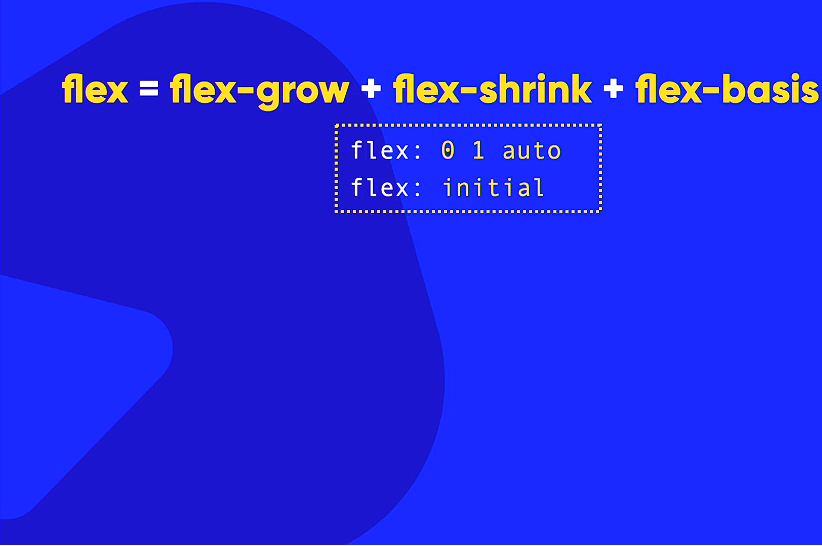 flex = flex-grow + flex-shrink + flex-basis
flex: 0 1 auto
flex: initial